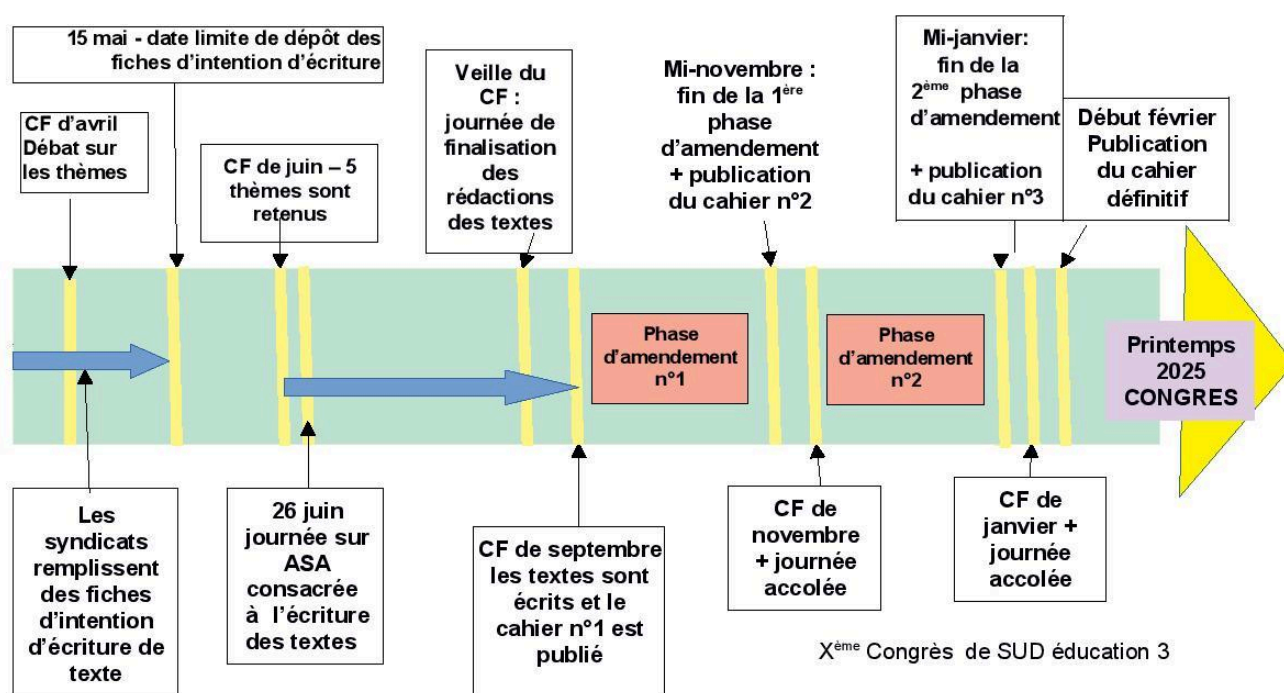 15 mai - date limite de dépôt des
fiches d'intention d'écriture
CF d'avril
Débat sur
les thèmes
CF de juin – 5
thèmes sont
retenus
Veille du
CF :
journée de
finalisation
des
rédactions
des textes
Mi-novembre :
fin de la 1ère
phase
d'amendement
+ publication
du cahier n°2
Mi-janvier:
fin de la
2ème phase
d'amendement
+ publication
du cahier n°3
Début février
Publication
du cahier
définitif
Phase
d'amendement
n°1
Phase
d'amendement
n°2
Printemps
2025
CONGRES
Les
syndicats
remplissent
des fiches
d'intention
d'écriture de
texte
26 juin
journée sur
ASA
consacrée
à l'écriture
des textes
CF de septembre
les textes sont
écrits et le
cahier n°1 est
publié
CF de
novembre
+ journée
accolée
CF de
janvier +
journée
accolée
Xème Congrès de SUD éducation 3